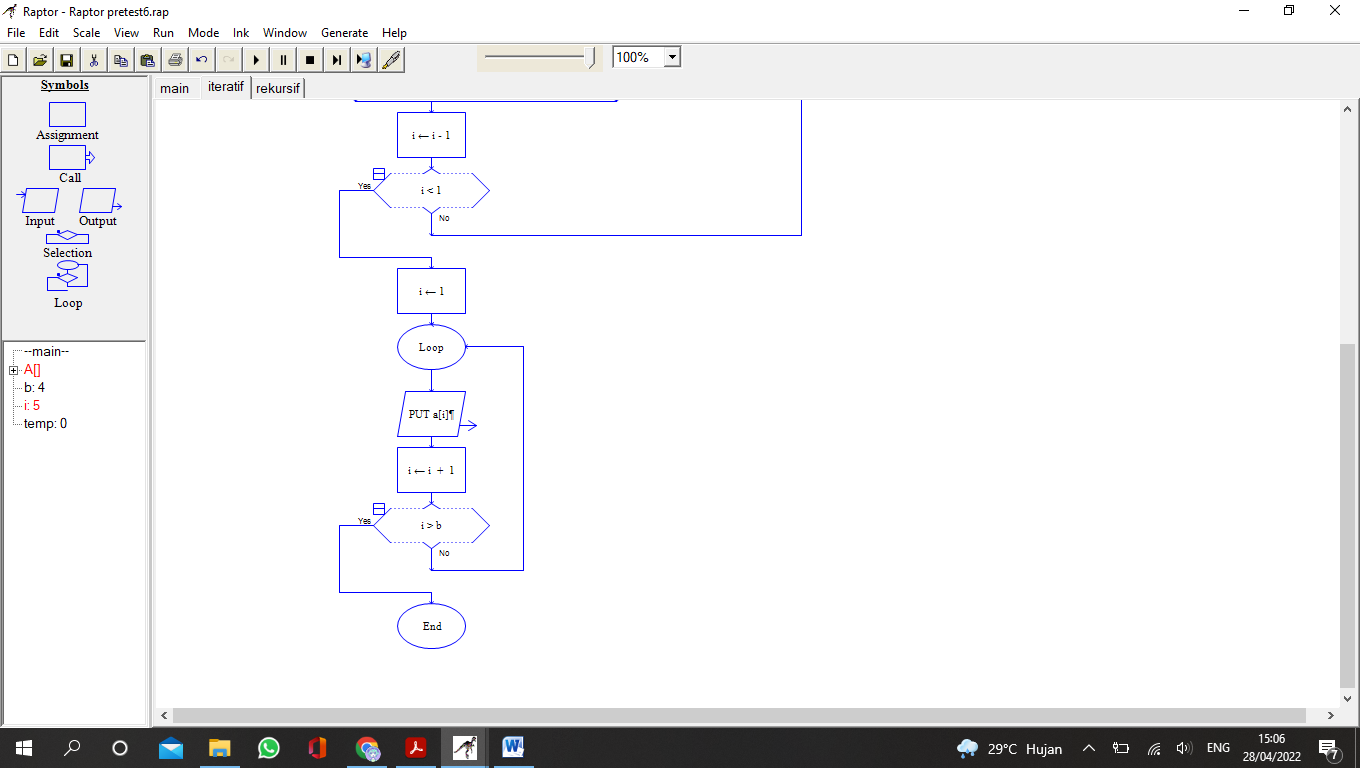 Raptor - Raptor pretest6.rap
File Edit Scale View Run Mode Ink Window Generate Help
100%
Symbols
Assignment
Call
Input Output
Selection
Loop
--main--
A[]
b: 4
i: 5
temp: 0
main iteratif rekursif
i ← i - 1
Yes
i < 1
No
i ← 1
Loop
PUT a[i]¶
i ← i + 1
Yes
i > b
No
End
29°C Hujan
ENG
15:06
28/04/2022
7